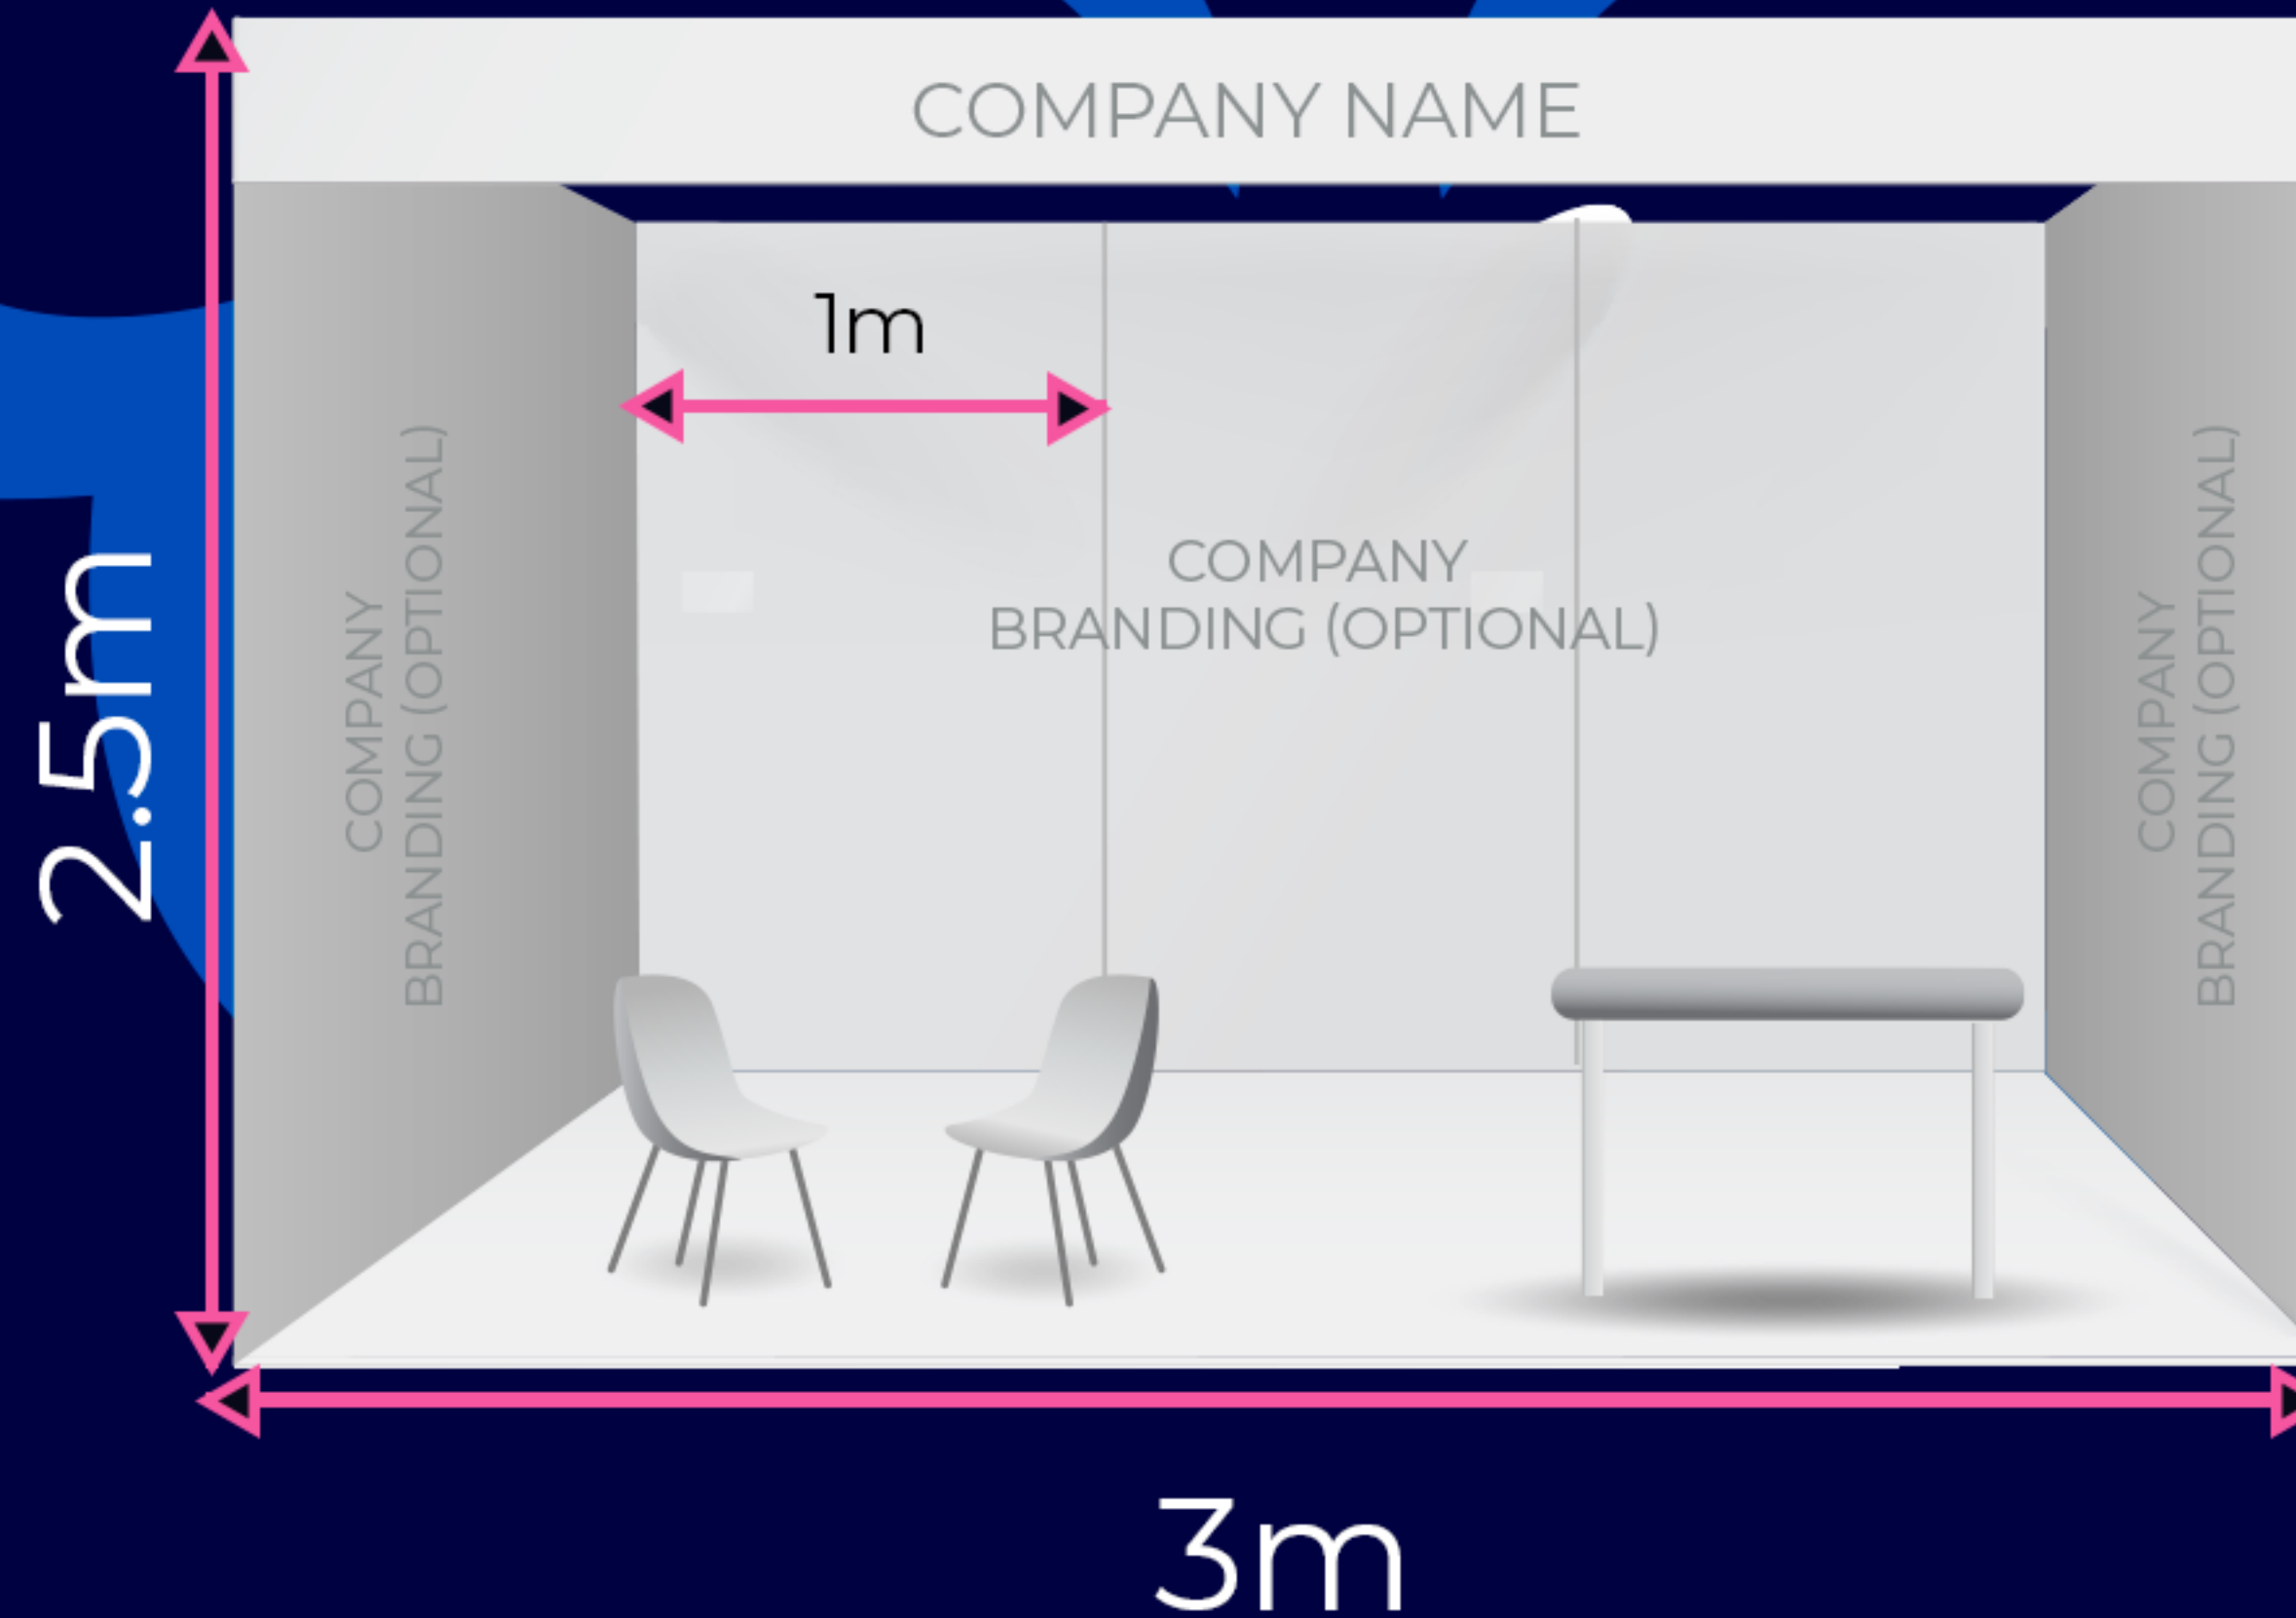 COMPANY NAME
1m
COMPANY
BRANDING (OPTIONAL)
COMPANY
BRANDING (OPTIONAL)
COMPANY
BRANDING (OPTIONAL)
2.5m
3m